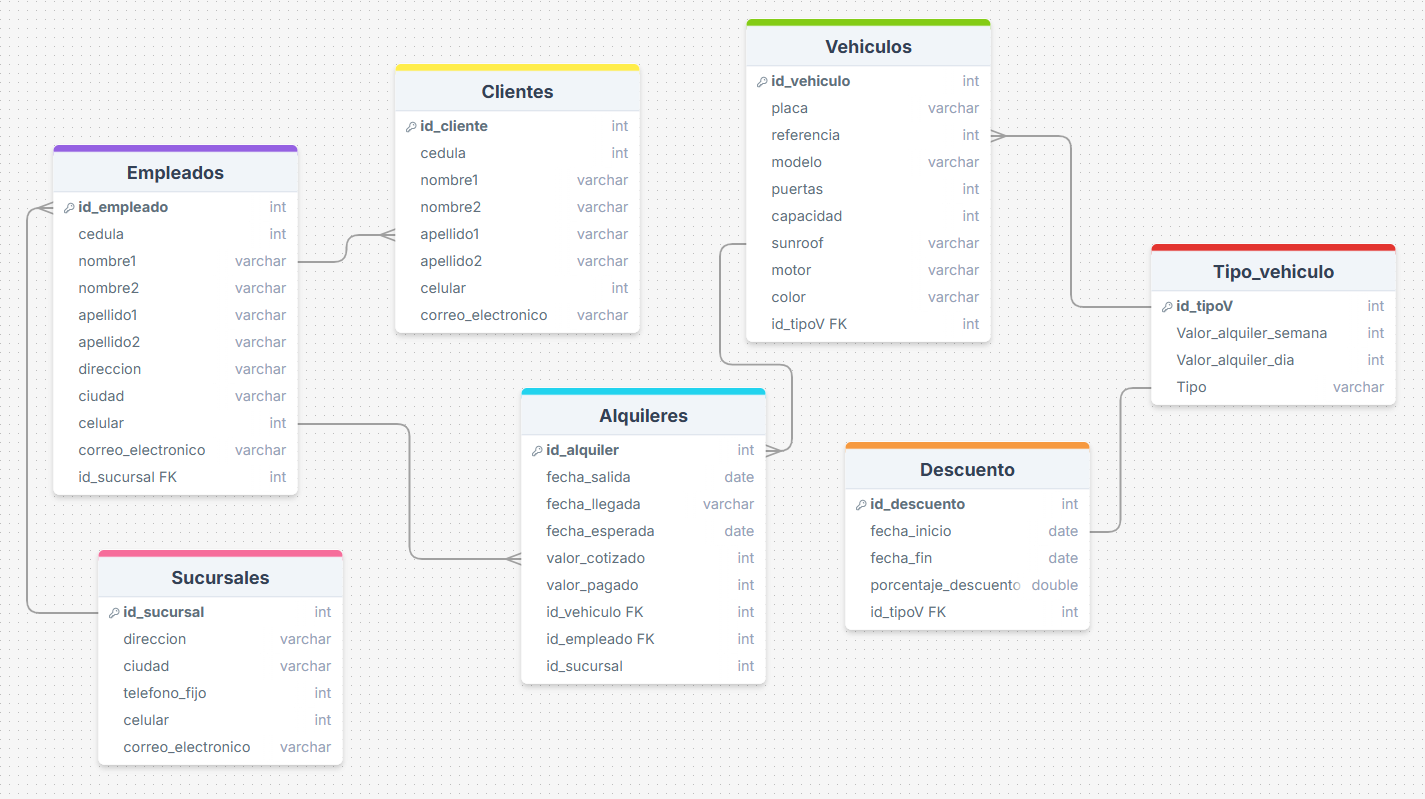 Vehiculos
id_vehiculo int
placa varchar
referencia int
modelo varchar
puertas int
capacidad int
sunroof varchar
motor varchar
color varchar
id_tipoV FK int
Clientes
id_cliente int
cedula int
nombre1 varchar
nombre2 varchar
apellido1 varchar
apellido2 varchar
celular int
correo_electronico varchar
Empleados
id_empleado int
cedula int
nombre1 varchar
nombre2 varchar
apellido1 varchar
apellido2 varchar
direccion varchar
ciudad varchar
celular int
correo_electronico varchar
id_sucursal FK int
Tipo_vehiculo
id_tipoV int
Valor_alquiler_semana int
Valor_alquiler_dia int
Tipo varchar
Alquileres
id_alquiler int
fecha_salida date
fecha_llegada varchar
fecha_esperada date
valor_cotizado int
valor_pagado int
id_vehiculo FK int
id_empleado FK int
id_sucursal int
Descuento
id_descuento int
fecha_inicio date
fecha_fin date
porcentaje_descuento double
id_tipoV FK int
Sucursales
id_sucursal int
direccion varchar
ciudad varchar
telefono_fijo int
celular int
correo_electronico varchar